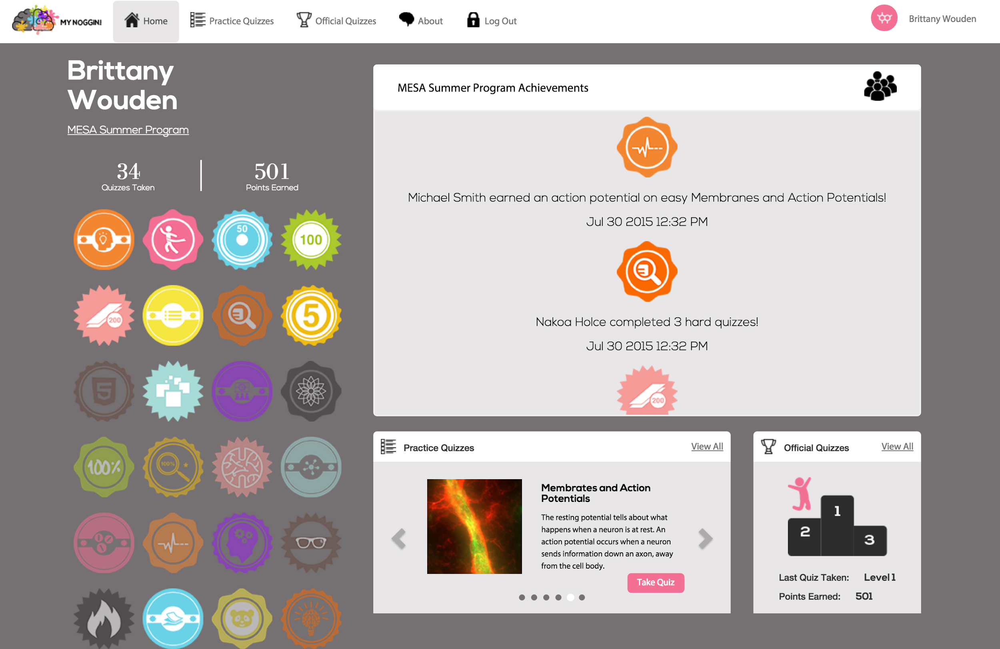 MY NOGGIN!
Home
Practice Quizzes
Official Quizzes
About
Log Out
Brittany Wouden
Brittany
Wouden
MESA Summer Program
34
Quizzes Taken
501
Points Earned
50
100
200
5
5
100%
100%
MESA Summer Program Achievements
Michael Smith earned an action potential on easy Membranes and Action Potentials!
Jul 30 2015 12:32 PM
Nakoa Holce completed 3 hard quizzes!
Jul 30 2015 12:32 PM
200
Practice Quizzes
View All
Membrates and Action
Potentials
The resting potential tells about what
happens when a neuron is at rest. An
action potential occurs when a neuron
sends information down an axon, away
from the cell body.
Take Quiz
Official Quizzes
View All
1
2
3
Last Quiz Taken: Level 1
Points Earned: 501